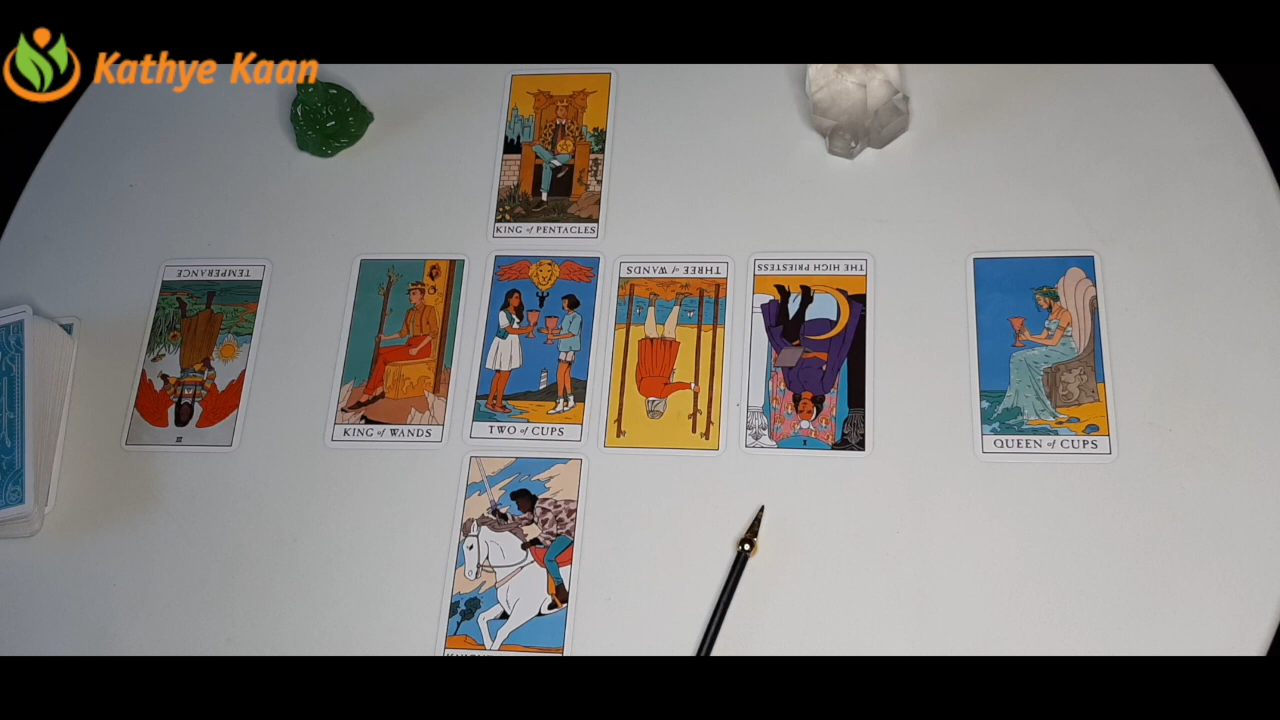 Kathye Kaan
KING of PENTACLES
TEMPERANCE
KING of WANDS
TWO of CUPS
THREE of WANDS
THE HIGH PRIESTESS
QUEEN of CUPS